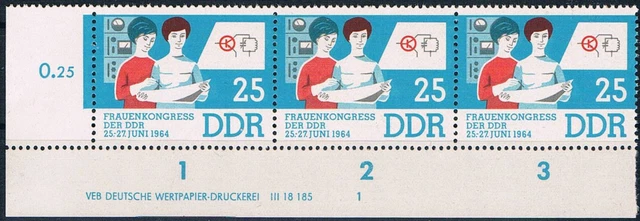 0.25
25
25
25
FRAUENKONGRESS
DER DDR
25.-27. JUNI 1964
DDR
FRAUENKONGRESS
DER DDR
25.-27. JUNI 1964
DDR
FRAUENKONGRESS
DER DDR
25.-27. JUNI 1964
DDR
1 2 3
VEB DEUTSCHE WERTPAPIER-DRUCKEREI III 18 185 1